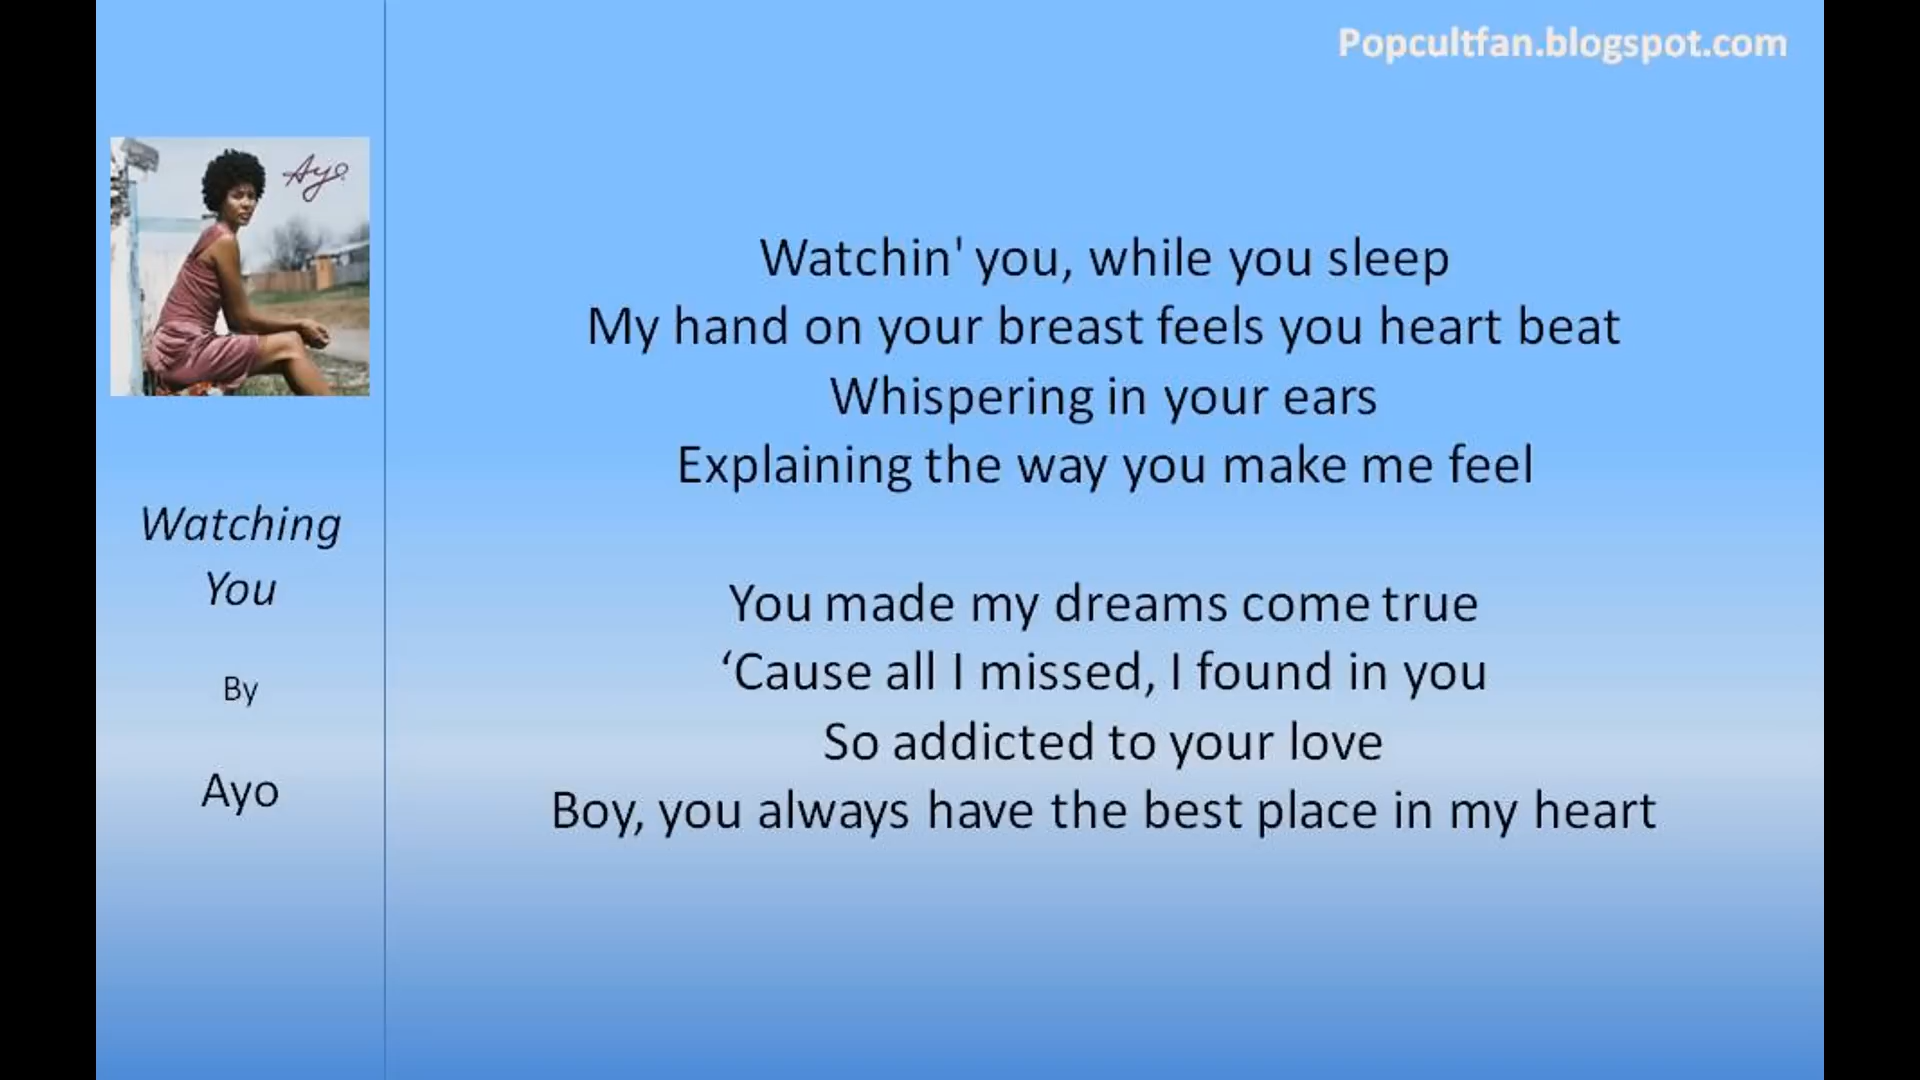 Popcultfan.blogspot.com
Ayo
Watching
You
By
Ayo
Watchin' you, while you sleep
My hand on your breast feels you heart beat
Whispering in your ears
Explaining the way you make me feel
You made my dreams come true
‘Cause all I missed, I found in you
So addicted to your love
Boy, you always have the best place in my heart